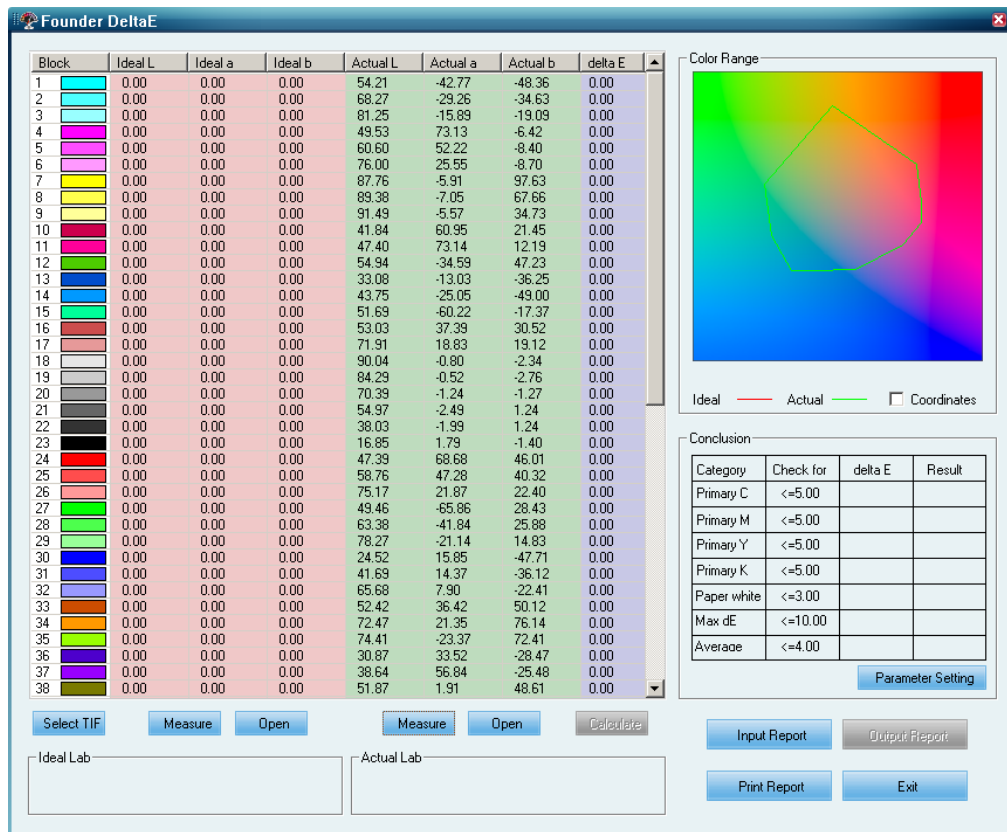 Founder DeltaE
Block Ideal L Ideal a Ideal b Actual L Actual a Actual b delta E
1 0.00 0.00 0.00 54.21 -42.77 -48.36 0.00
2 0.00 0.00 0.00 68.27 -29.26 -34.63 0.00
3 0.00 0.00 0.00 81.25 -15.89 -19.09 0.00
4 0.00 0.00 0.00 49.53 73.13 -6.42 0.00
5 0.00 0.00 0.00 60.60 52.22 -8.40 0.00
6 0.00 0.00 0.00 76.00 25.55 -8.70 0.00
7 0.00 0.00 0.00 87.76 -5.91 97.63 0.00
8 0.00 0.00 0.00 89.38 -7.05 67.66 0.00
9 0.00 0.00 0.00 91.49 -5.57 34.73 0.00
10 0.00 0.00 0.00 41.84 60.95 21.45 0.00
11 0.00 0.00 0.00 47.40 73.14 12.19 0.00
12 0.00 0.00 0.00 54.94 -34.59 47.23 0.00
13 0.00 0.00 0.00 33.08 -13.03 -36.25 0.00
14 0.00 0.00 0.00 43.75 -25.05 -49.00 0.00
15 0.00 0.00 0.00 51.69 -60.22 -17.37 0.00
16 0.00 0.00 0.00 53.03 37.39 30.52 0.00
17 0.00 0.00 0.00 71.91 18.83 19.12 0.00
18 0.00 0.00 0.00 90.04 -0.80 -2.34 0.00
19 0.00 0.00 0.00 84.29 -0.52 -2.76 0.00
20 0.00 0.00 0.00 70.39 -1.24 -1.27 0.00
21 0.00 0.00 0.00 54.97 -2.49 1.24 0.00
22 0.00 0.00 0.00 38.03 -1.99 1.24 0.00
23 0.00 0.00 0.00 16.85 1.79 -1.40 0.00
24 0.00 0.00 0.00 47.39 68.68 46.01 0.00
25 0.00 0.00 0.00 58.76 47.28 40.32 0.00
26 0.00 0.00 0.00 75.17 21.87 22.40 0.00
27 0.00 0.00 0.00 49.46 -65.86 28.43 0.00
28 0.00 0.00 0.00 63.38 -41.84 25.88 0.00
29 0.00 0.00 0.00 78.27 -21.14 14.83 0.00
30 0.00 0.00 0.00 24.52 15.85 -47.71 0.00
31 0.00 0.00 0.00 41.69 14.37 -36.12 0.00
32 0.00 0.00 0.00 65.68 7.90 -22.41 0.00
33 0.00 0.00 0.00 52.42 36.42 50.12 0.00
34 0.00 0.00 0.00 72.47 21.35 76.14 0.00
35 0.00 0.00 0.00 74.41 -23.37 72.41 0.00
36 0.00 0.00 0.00 30.87 33.52 -28.47 0.00
37 0.00 0.00 0.00 38.64 56.84 -25.48 0.00
38 0.00 0.00 0.00 51.87 1.91 48.61 0.00
Select TIF Measure Open Measure Open Calculate
Ideal Lab Actual Lab
Color Range
Ideal Actual Coordinates
Conclusion
Category Check for delta E Result
Primary C <=5.00
Primary M <=5.00
Primary Y <=5.00
Primary K <=5.00
Paper white <=3.00
Max dE <=10.00
Average <=4.00
Parameter Setting
Input Report Output Report
Print Report Exit